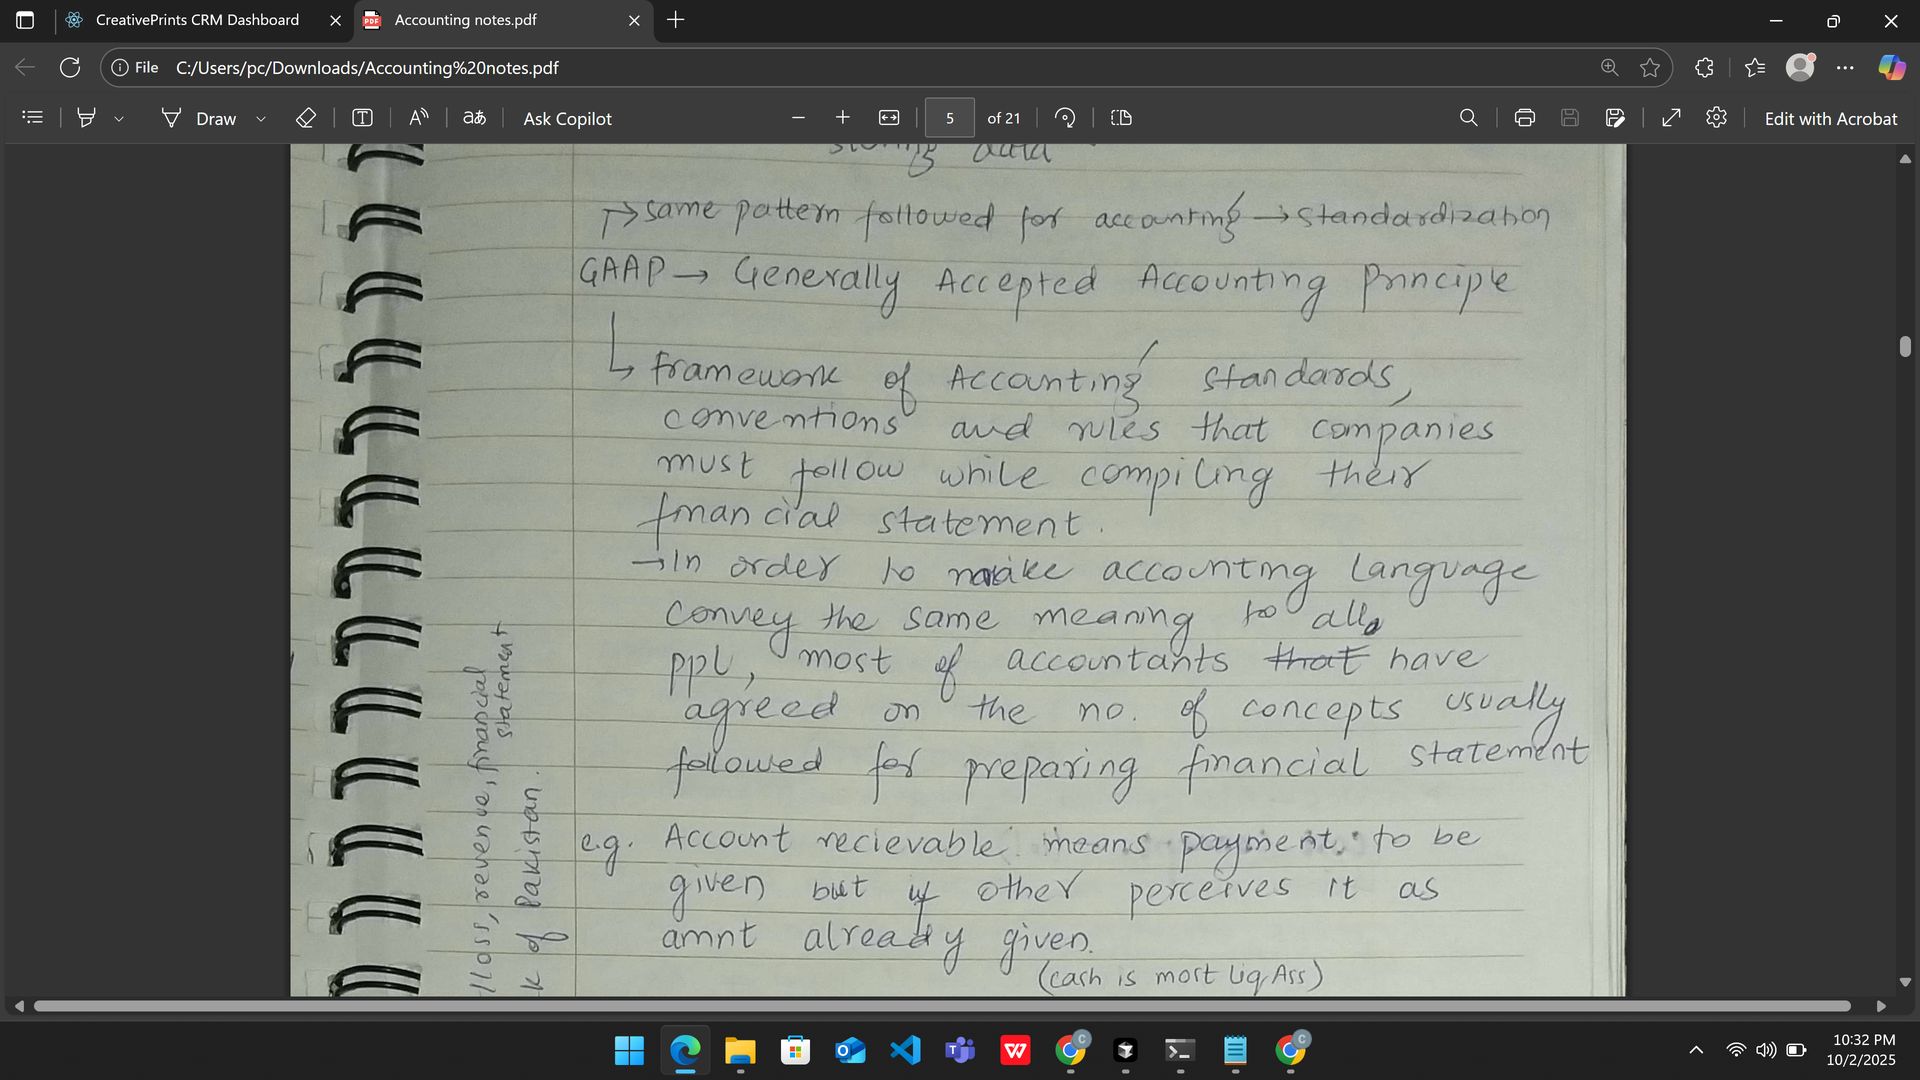 CreativePrints CRM Dashboard
Accounting notes.pdf
File C:/Users/pc/Downloads/Accounting%20notes.pdf
Draw
Ask Copilot
5 of 21
Edit with Acrobat
storing data
→ same pattern followed for accounting → standardization
GAAP → Generally Accepted Accounting Principle
↳ framework of Accounting standards,
conventions and rules that companies
must follow while compiling their
financial statement.
→ In order to make accounting language
convey the same meaning to all
ppl, most of accountants that have
agreed on the no. of concepts usually
followed for preparing financial statement
e.g. Account recievable means payment to be
given but if other perceives it as
amnt already given.
(cash is most Liq Ass)
loss, revenue, financial
statement
k of Pakistan.
10:32 PM
10/2/2025